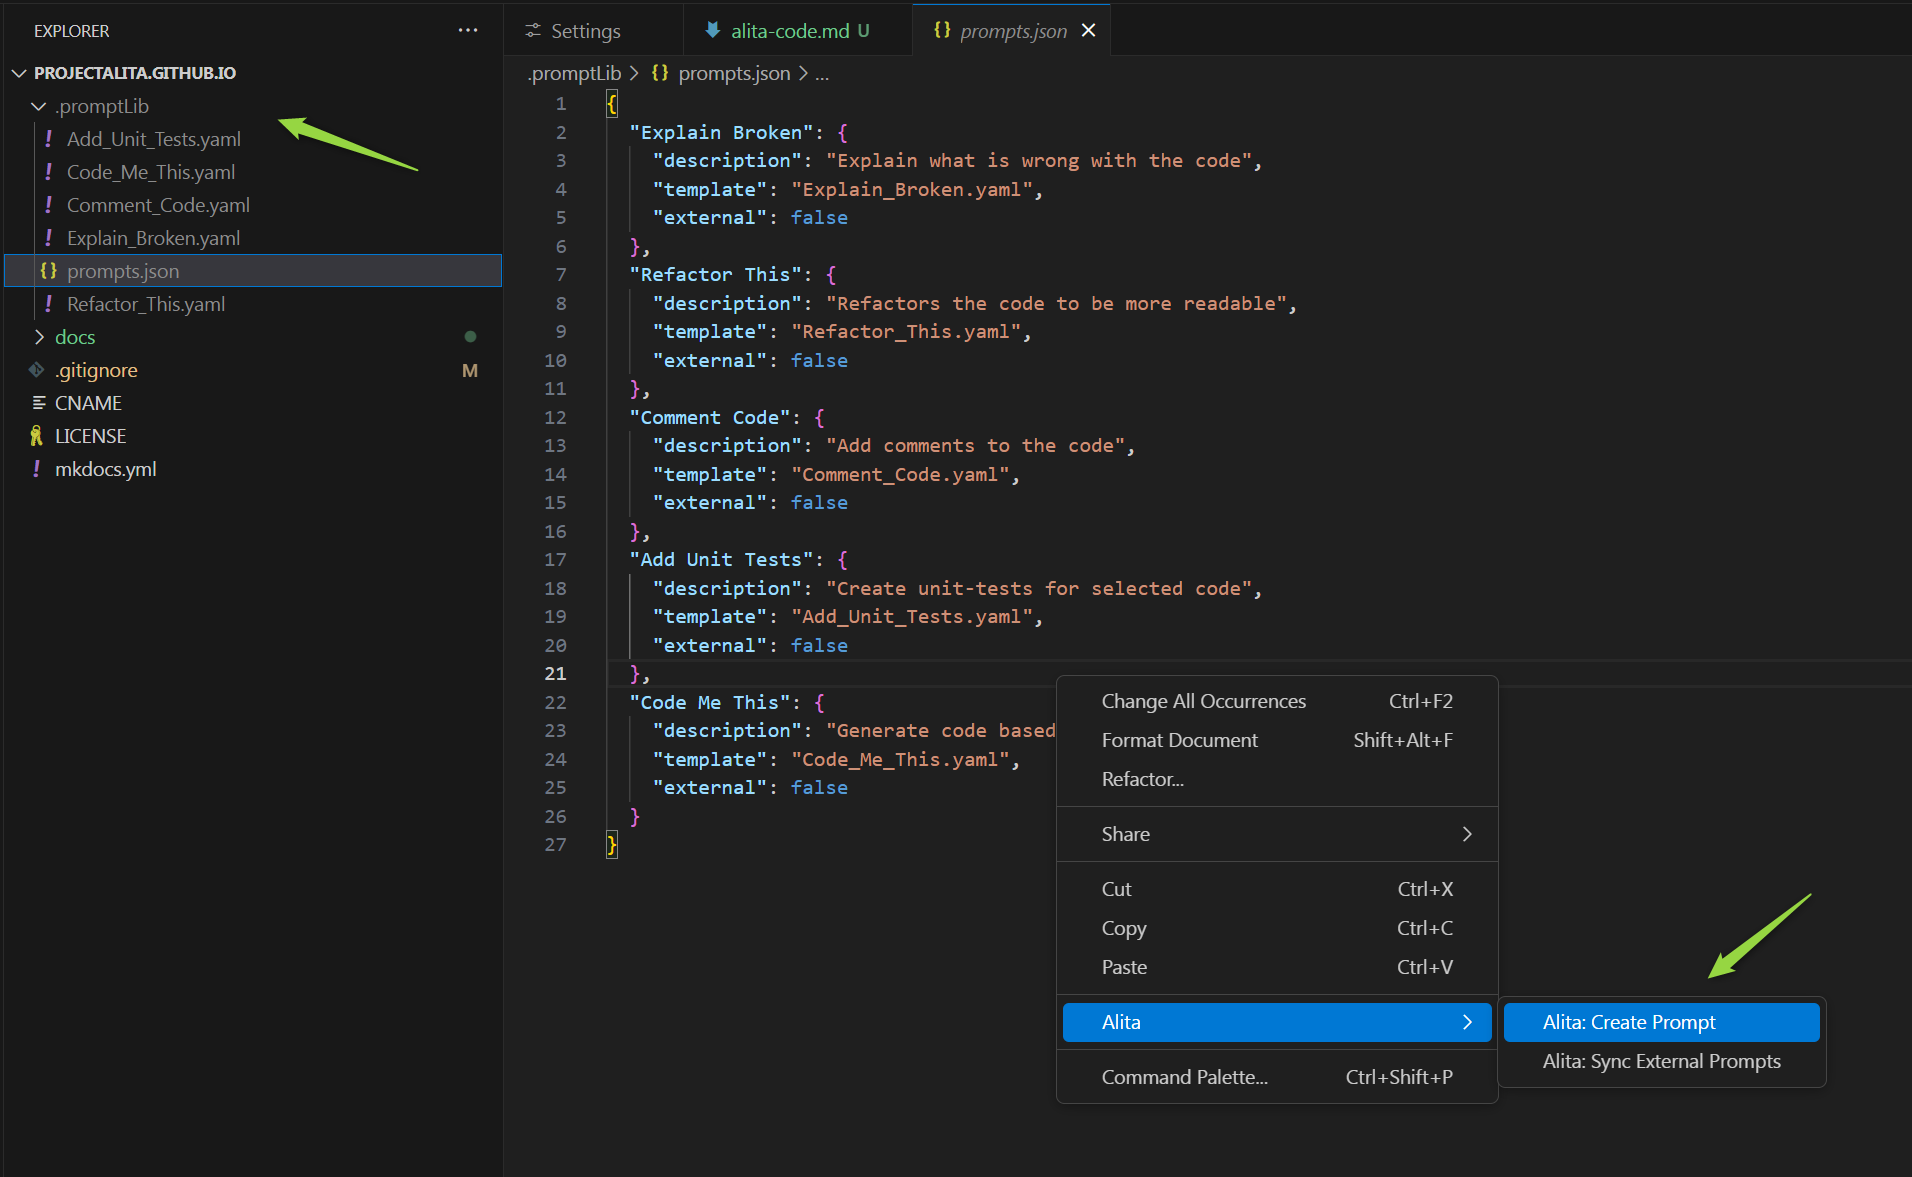 EXPLORER
PROJECTALITA.GITHUB.IO
.promptLib
Add_Unit_Tests.yaml
Code_Me_This.yaml
Comment_Code.yaml
Explain_Broken.yaml
prompts.json
Refactor_This.yaml
docs
.gitignore M
CNAME
LICENSE
mkdocs.yml
Settings
alita-code.md U
prompts.json
.promptLib > {} prompts.json > ...
1 {
2 "Explain Broken": {
3 "description": "Explain what is wrong with the code",
4 "template": "Explain_Broken.yaml",
5 "external": false
6 },
7 "Refactor This": {
8 "description": "Refactors the code to be more readable",
9 "template": "Refactor_This.yaml",
10 "external": false
11 },
12 "Comment Code": {
13 "description": "Add comments to the code",
14 "template": "Comment_Code.yaml",
15 "external": false
16 },
17 "Add Unit Tests": {
18 "description": "Create unit-tests for selected code",
19 "template": "Add_Unit_Tests.yaml",
20 "external": false
21 },
22 "Code Me This": {
23 "description": "Generate code based
24 "template": "Code_Me_This.yaml",
25 "external": false
26 }
27 }
Change All Occurrences Ctrl+F2
Format Document Shift+Alt+F
Refactor...
Share
Cut Ctrl+X
Copy Ctrl+C
Paste Ctrl+V
Alita
Command Palette... Ctrl+Shift+P
Alita: Create Prompt
Alita: Sync External Prompts